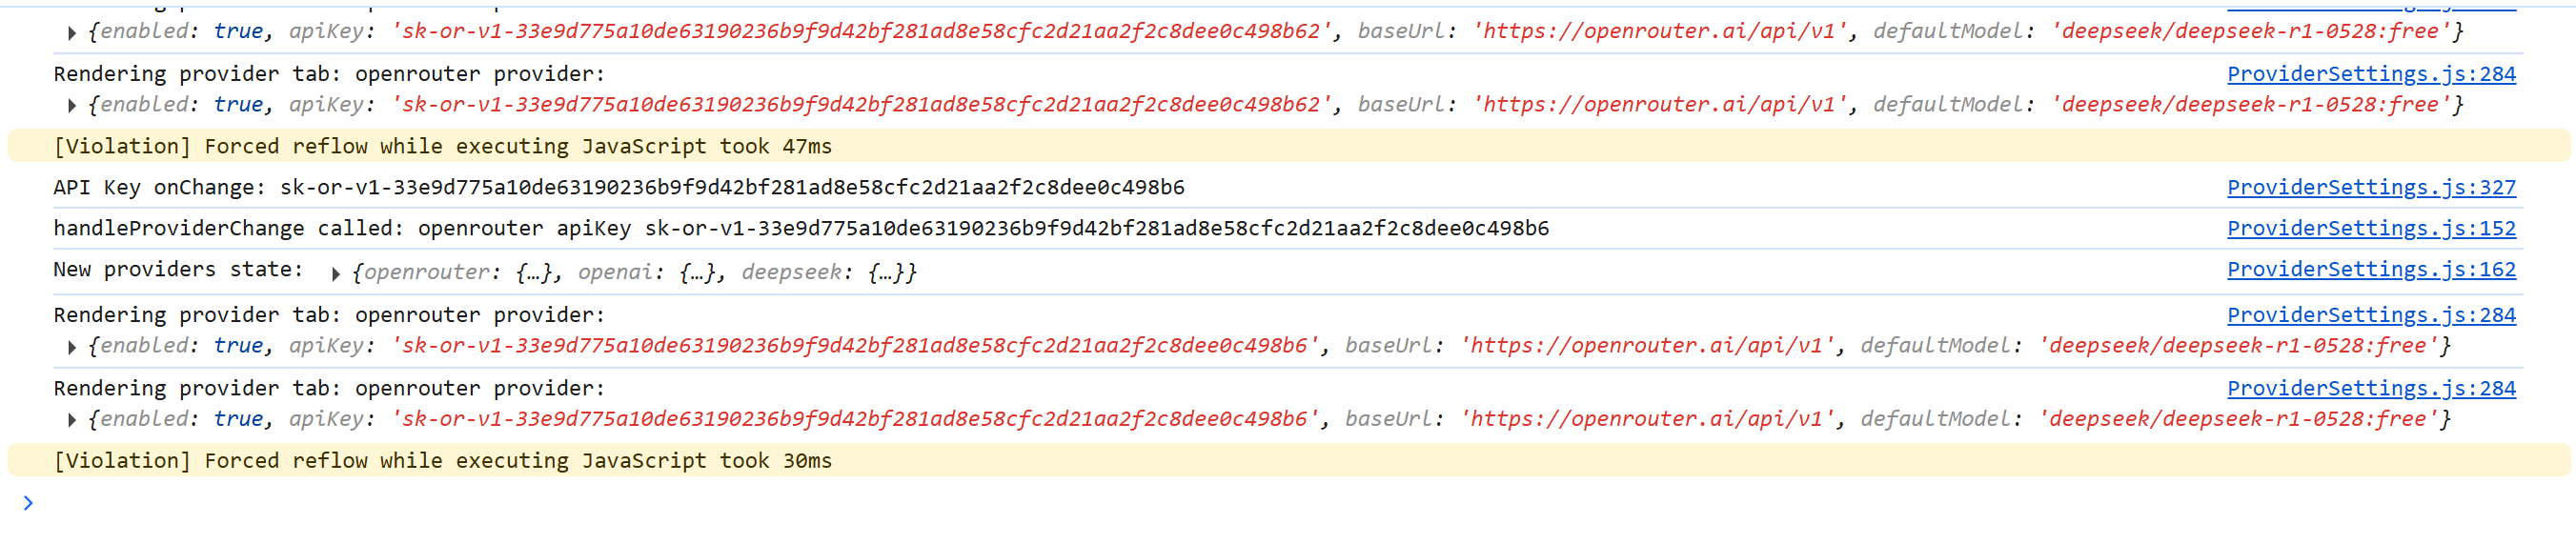 {enabled: true, apiKey: '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', baseUrl: 'https://openrouter.ai/api/v1', defaultModel: 'deepseek/deepseek-r1-0528:free'}
Rendering provider tab: openrouter provider: ProviderSettings.js:284
{enabled: true, apiKey: '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', baseUrl: 'https://openrouter.ai/api/v1', defaultModel: 'deepseek/deepseek-r1-0528:free'}
[Violation] Forced reflow while executing JavaScript took 47ms
API Key onChange: sk-or-v1-33e9d775a10de63190236b9f9d42bf281ad8e58cfc2d21aa2f2c8dee0c498b6 ProviderSettings.js:327
handleProviderChange called: openrouter apiKey sk-or-v1-33e9d775a10de63190236b9f9d42bf281ad8e58cfc2d21aa2f2c8dee0c498b6 ProviderSettings.js:152
New providers state: {openrouter: {…}, openai: {…}, deepseek: {…}} ProviderSettings.js:162
Rendering provider tab: openrouter provider: ProviderSettings.js:284
{enabled: true, apiKey: 'sk-or-v1-33e9d775a10de63190236b9f9d42bf281ad8e58cfc2d21aa2f2c8dee0c498b6', baseUrl: 'https://openrouter.ai/api/v1', defaultModel: 'deepseek/deepseek-r1-0528:free'}
Rendering provider tab: openrouter provider: ProviderSettings.js:284
{enabled: true, apiKey: 'sk-or-v1-33e9d775a10de63190236b9f9d42bf281ad8e58cfc2d21aa2f2c8dee0c498b6', baseUrl: 'https://openrouter.ai/api/v1', defaultModel: 'deepseek/deepseek-r1-0528:free'}
[Violation] Forced reflow while executing JavaScript took 30ms